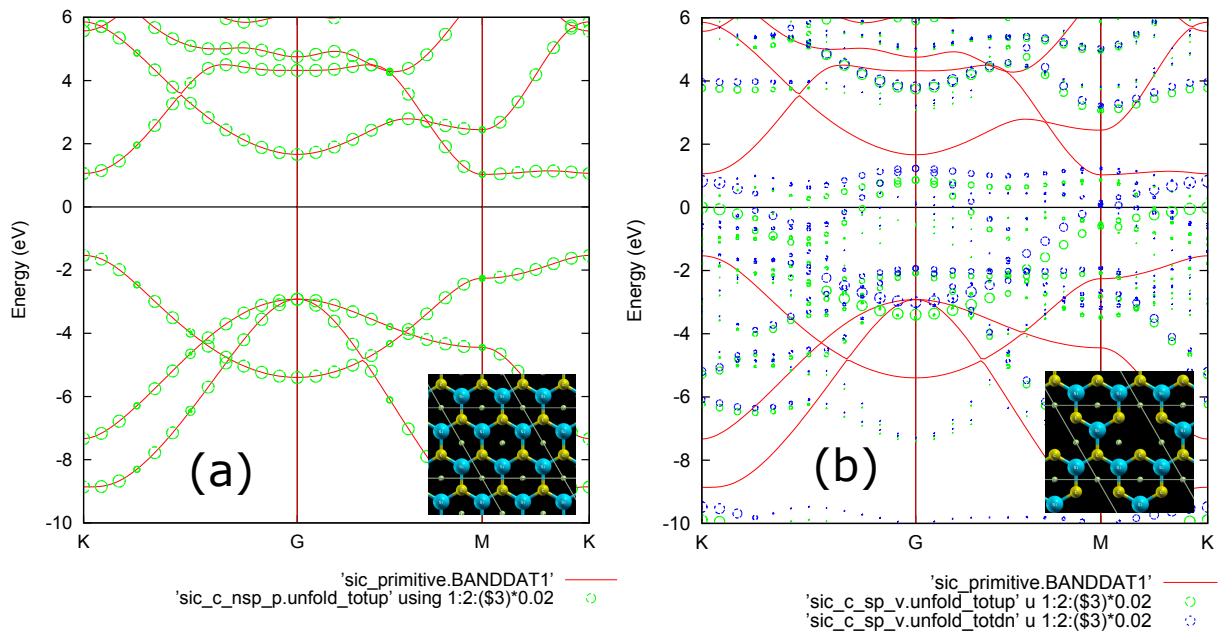 6
4
2
0
-2
-4
-6
-8
-10
Energy (eV)
(a)
K
G
M
K
'sic_primitive.BANDDAT1'
'sic_c_nsp_p.unfold_totup' using 1:2:($3)*0.02
6
4
2
0
-2
-4
-6
-8
-10
Energy (eV)
(b)
K
G
M
K
'sic_primitive.BANDDAT1'
'sic_c_sp_v.unfold_totup' u 1:2:($3)*0.02
'sic_c_sp_v.unfold_totdn' u 1:2:($3)*0.02